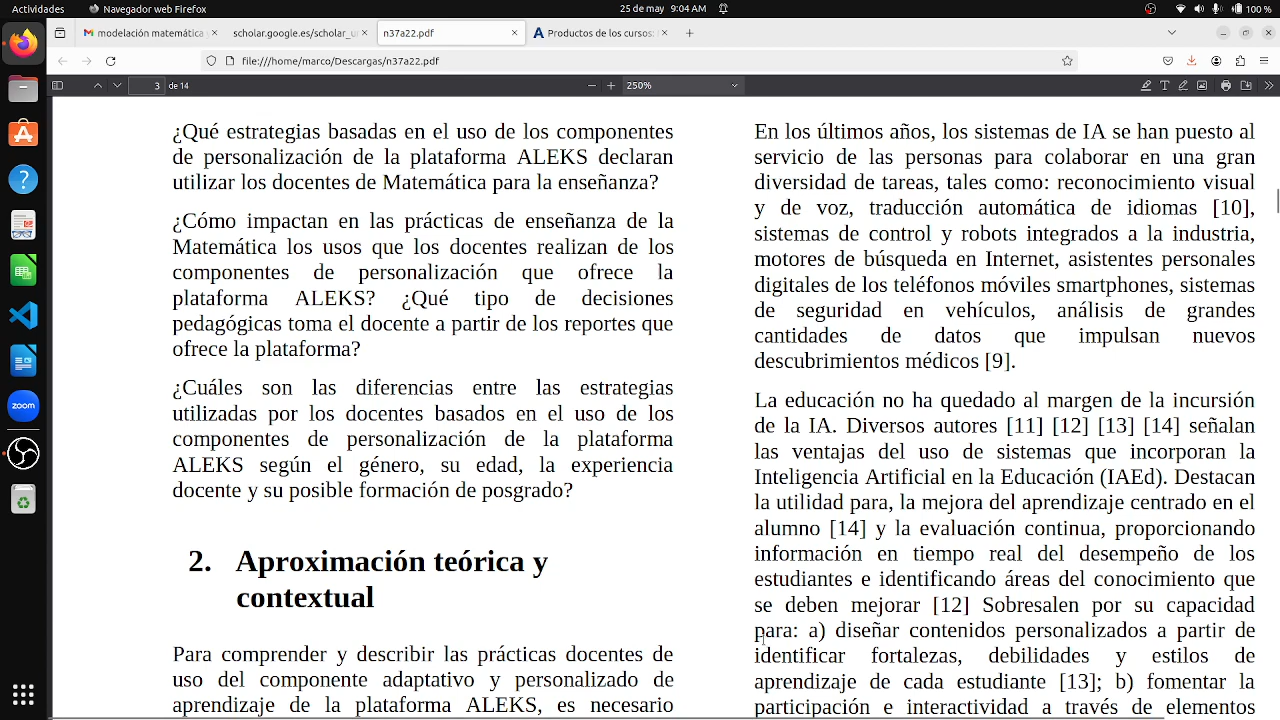 Actividades
Navegador web Firefox
25 de may 9:04 AM
100 %
modelación matemática
scholar.google.es/scholar_u
n37a22.pdf
Productos de los cursos:
file:///home/marco/Descargas/n37a22.pdf
3 de 14
250%
zoom
¿Qué estrategias basadas en el uso de los componentes
de personalización de la plataforma ALEKS declaran
utilizar los docentes de Matemática para la enseñanza?
¿Cómo impactan en las prácticas de enseñanza de la
Matemática los usos que los docentes realizan de los
componentes de personalización que ofrece la
plataforma ALEKS? ¿Qué tipo de decisiones
pedagógicas toma el docente a partir de los reportes que
ofrece la plataforma?
¿Cuáles son las diferencias entre las estrategias
utilizadas por los docentes basados en el uso de los
componentes de personalización de la plataforma
ALEKS según el género, su edad, la experiencia
docente y su posible formación de posgrado?
2. Aproximación teórica y
contextual
Para comprender y describir las prácticas docentes de
uso del componente adaptativo y personalizado de
aprendizaje de la plataforma ALEKS, es necesario
En los últimos años, los sistemas de IA se han puesto al
servicio de las personas para colaborar en una gran
diversidad de tareas, tales como: reconocimiento visual
y de voz, traducción automática de idiomas [10],
sistemas de control y robots integrados a la industria,
motores de búsqueda en Internet, asistentes personales
digitales de los teléfonos móviles smartphones, sistemas
de seguridad en vehículos, análisis de grandes
cantidades de datos que impulsan nuevos
descubrimientos médicos [9].
La educación no ha quedado al margen de la incursión
de la IA. Diversos autores [11] [12] [13] [14] señalan
las ventajas del uso de sistemas que incorporan la
Inteligencia Artificial en la Educación (IAEd). Destacan
la utilidad para, la mejora del aprendizaje centrado en el
alumno [14] y la evaluación continua, proporcionando
información en tiempo real del desempeño de los
estudiantes e identificando áreas del conocimiento que
se deben mejorar [12] Sobresalen por su capacidad
para: a) diseñar contenidos personalizados a partir de
identificar fortalezas, debilidades y estilos de
aprendizaje de cada estudiante [13]; b) fomentar la
participación e interactividad a través de elementos